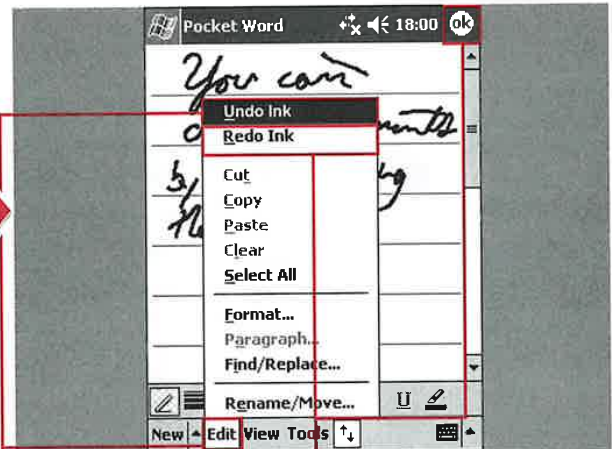 Pocket Word 18:00 ok
You can
Undo Ink
Redo Ink
by
Cut
Copy
Paste
Clear
Select All
Format...
Paragraph...
Find/Replace...
Rename/Move...
U
New Edit View Tools